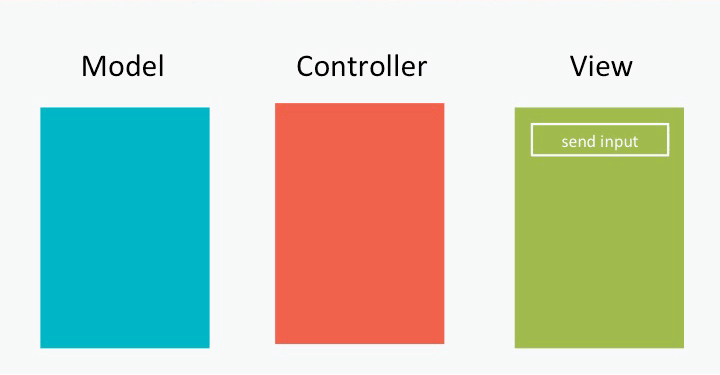 Model
Controller
View
send input